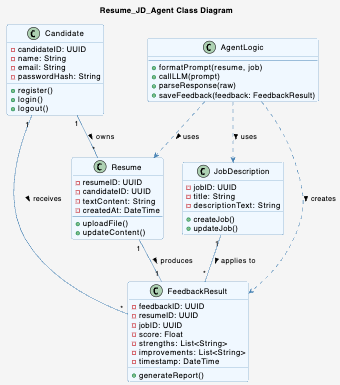 Resume_JD_Agent Class Diagram
C Candidate
candidateID: UUID
name: String
email: String
passwordHash: String
register()
login()
logout()
C AgentLogic
formatPrompt(resume, job)
callLLM(prompt)
parseResponse(raw)
saveFeedback(feedback: FeedbackResult)
1
1
owns
uses
uses
*
C Resume
resumeID: UUID
candidateID: UUID
textContent: String
createdAt: DateTime
uploadFile()
updateContent()
C JobDescription
jobID: UUID
title: String
descriptionText: String
createJob()
updateJob()
receives
creates
1
1
produces
applies to
*
1
*
C FeedbackResult
feedbackID: UUID
resumeID: UUID
jobID: UUID
score: Float
strengths: List<String>
improvements: List<String>
timestamp: DateTime
generateReport()